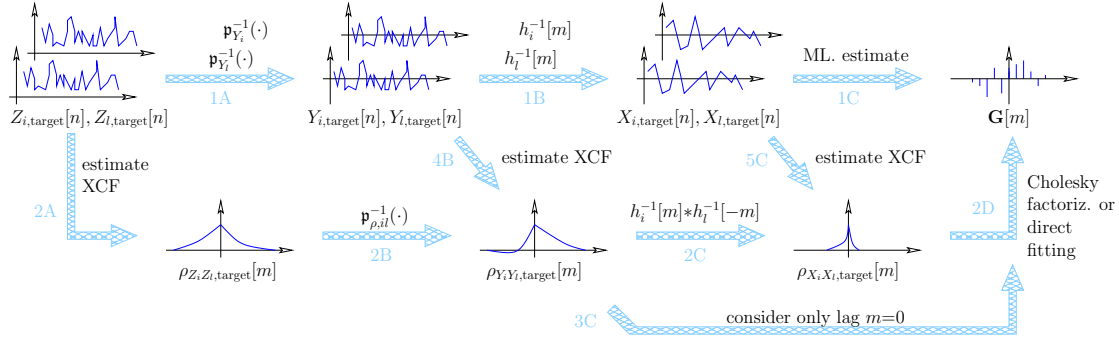 𝔭_{Y_i}^{-1}(·)
𝔭_{Y_l}^{-1}(·)
1A
h_i^{-1}[m]
h_l^{-1}[m]
1B
ML. estimate
1C
Z_{i,target}[n], Z_{l,target}[n]
Y_{i,target}[n], Y_{l,target}[n]
X_{i,target}[n], X_{l,target}[n]
G[m]
estimate
XCF
2A
4B
estimate XCF
5C
estimate XCF
Cholesky
factoriz. or
direct
fitting
2D
𝔭_{ρ,il}^{-1}(·)
2B
h_i^{-1}[m]*h_l^{-1}[-m]
2C
ρ_{Z_iZ_l,target}[m]
ρ_{Y_iY_l,target}[m]
ρ_{X_iX_l,target}[m]
3C
consider only lag m=0